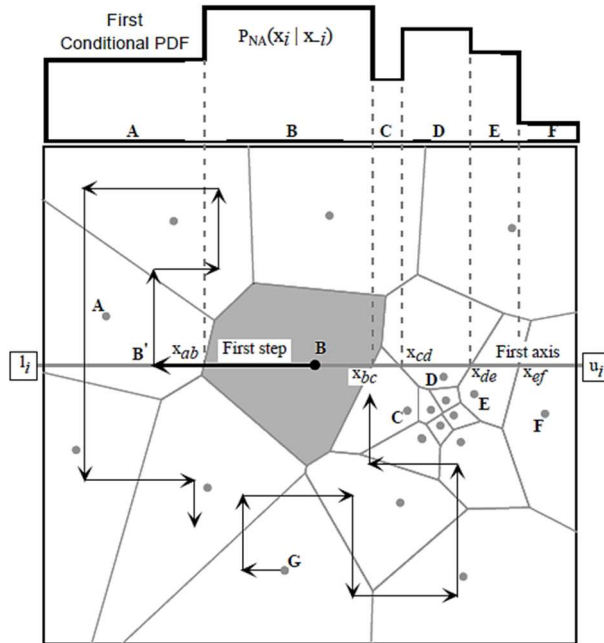 First
Conditional PDF
P_NA(x_i | x_-i)
A B C D E F
A
B' x_ab First step B x_bc x_cd D x_de First axis x_ef
l_i u_i
C E F
G